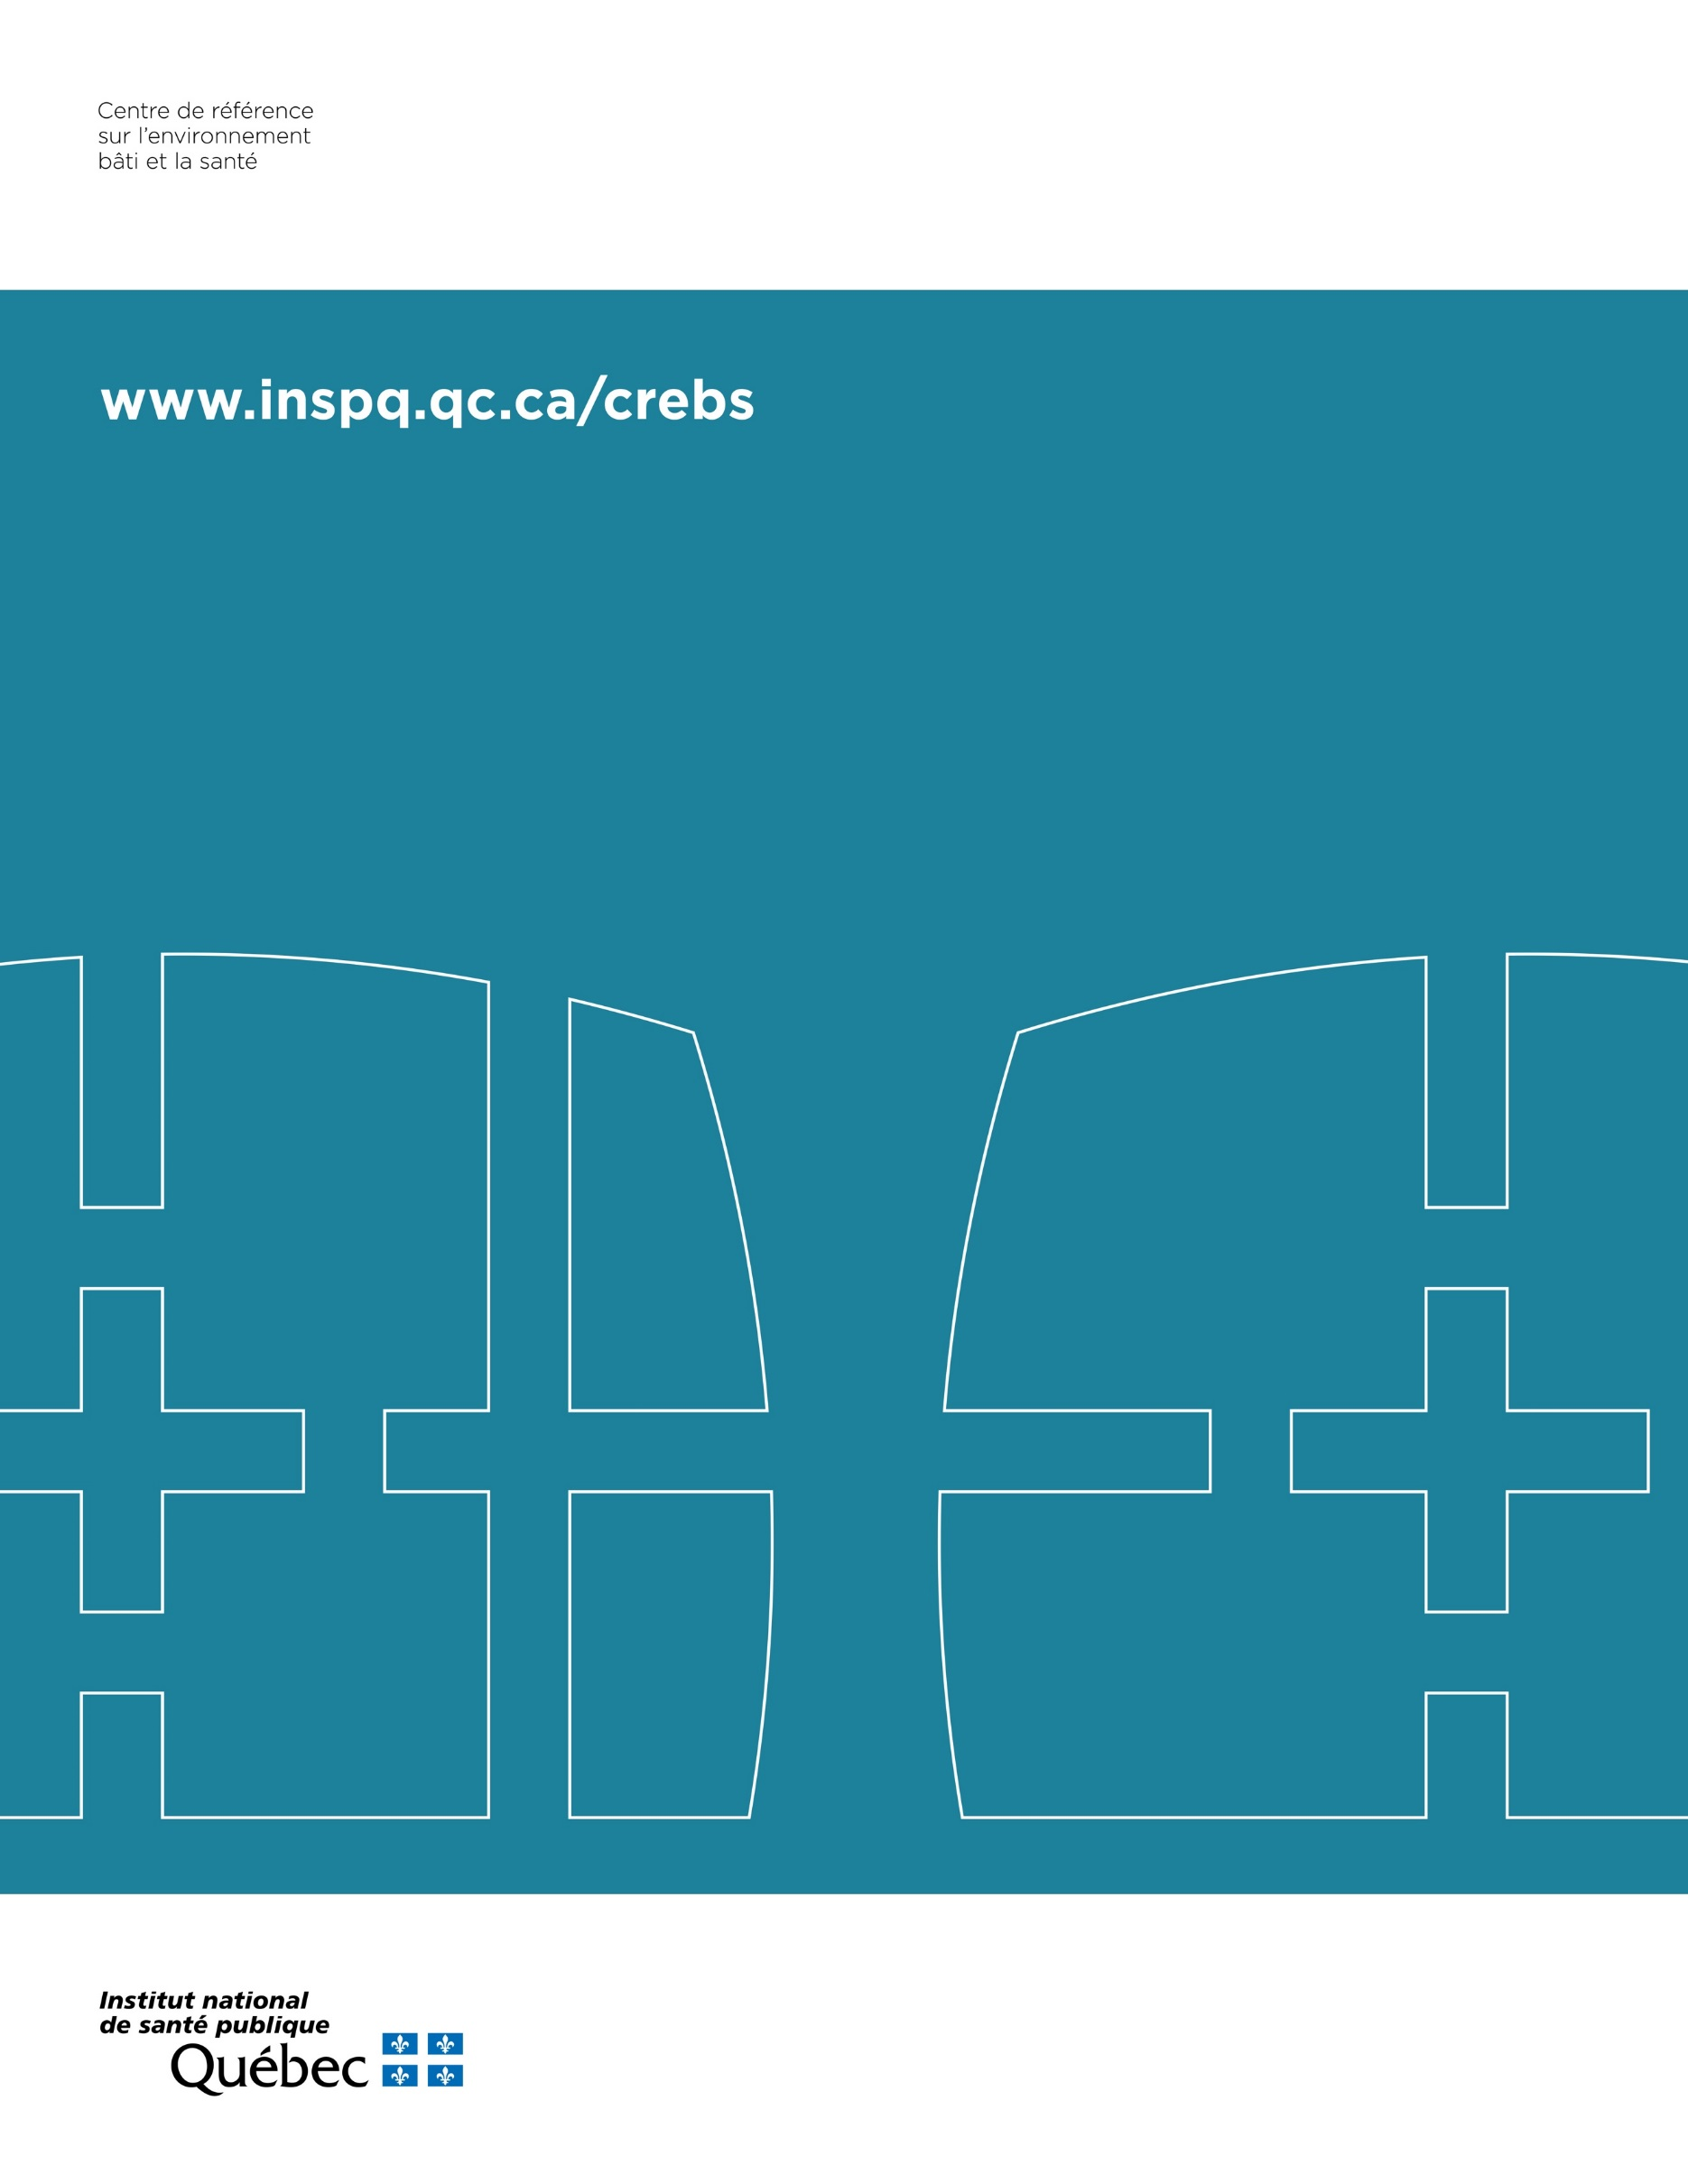 Centre de référence
sur l’environnement
bâti et la santé
www.inspq.qc.ca/crebs
Institut national
de santé publique
Québec